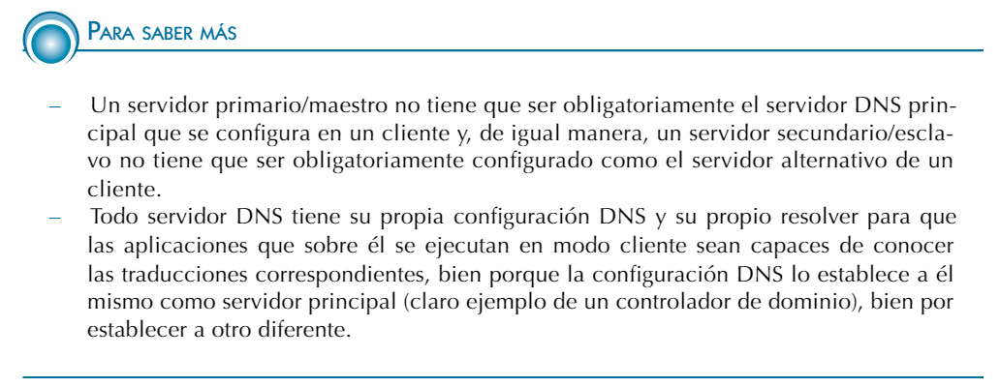 PARA SABER MÁS
– Un servidor primario/maestro no tiene que ser obligatoriamente el servidor DNS prin-
cipal que se configura en un cliente y, de igual manera, un servidor secundario/escla-
vo no tiene que ser obligatoriamente configurado como el servidor alternativo de un
cliente.
– Todo servidor DNS tiene su propia configuración DNS y su propio resolver para que
las aplicaciones que sobre él se ejecutan en modo cliente sean capaces de conocer
las traducciones correspondientes, bien porque la configuración DNS lo establece a él
mismo como servidor principal (claro ejemplo de un controlador de dominio), bien por
establecer a otro diferente.